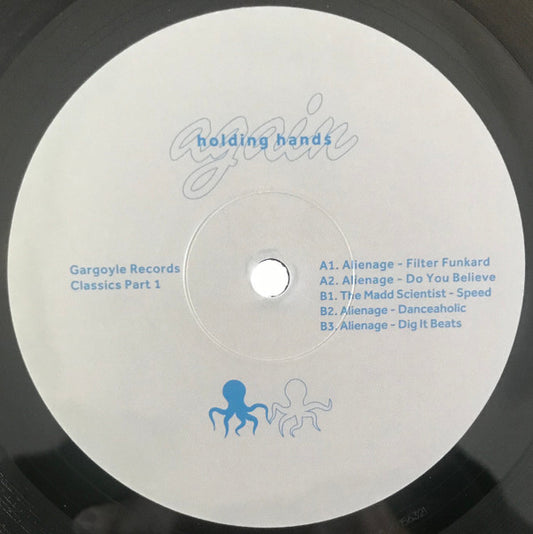 again
holding hands
Gargoyle Records
Classics Part 1
A1. Alienage - Filter Funkard
A2. Alienage - Do You Believe
B1. The Madd Scientist - Speed
B2. Alienage - Danceaholic
B3. Alienage - Dig It Beats